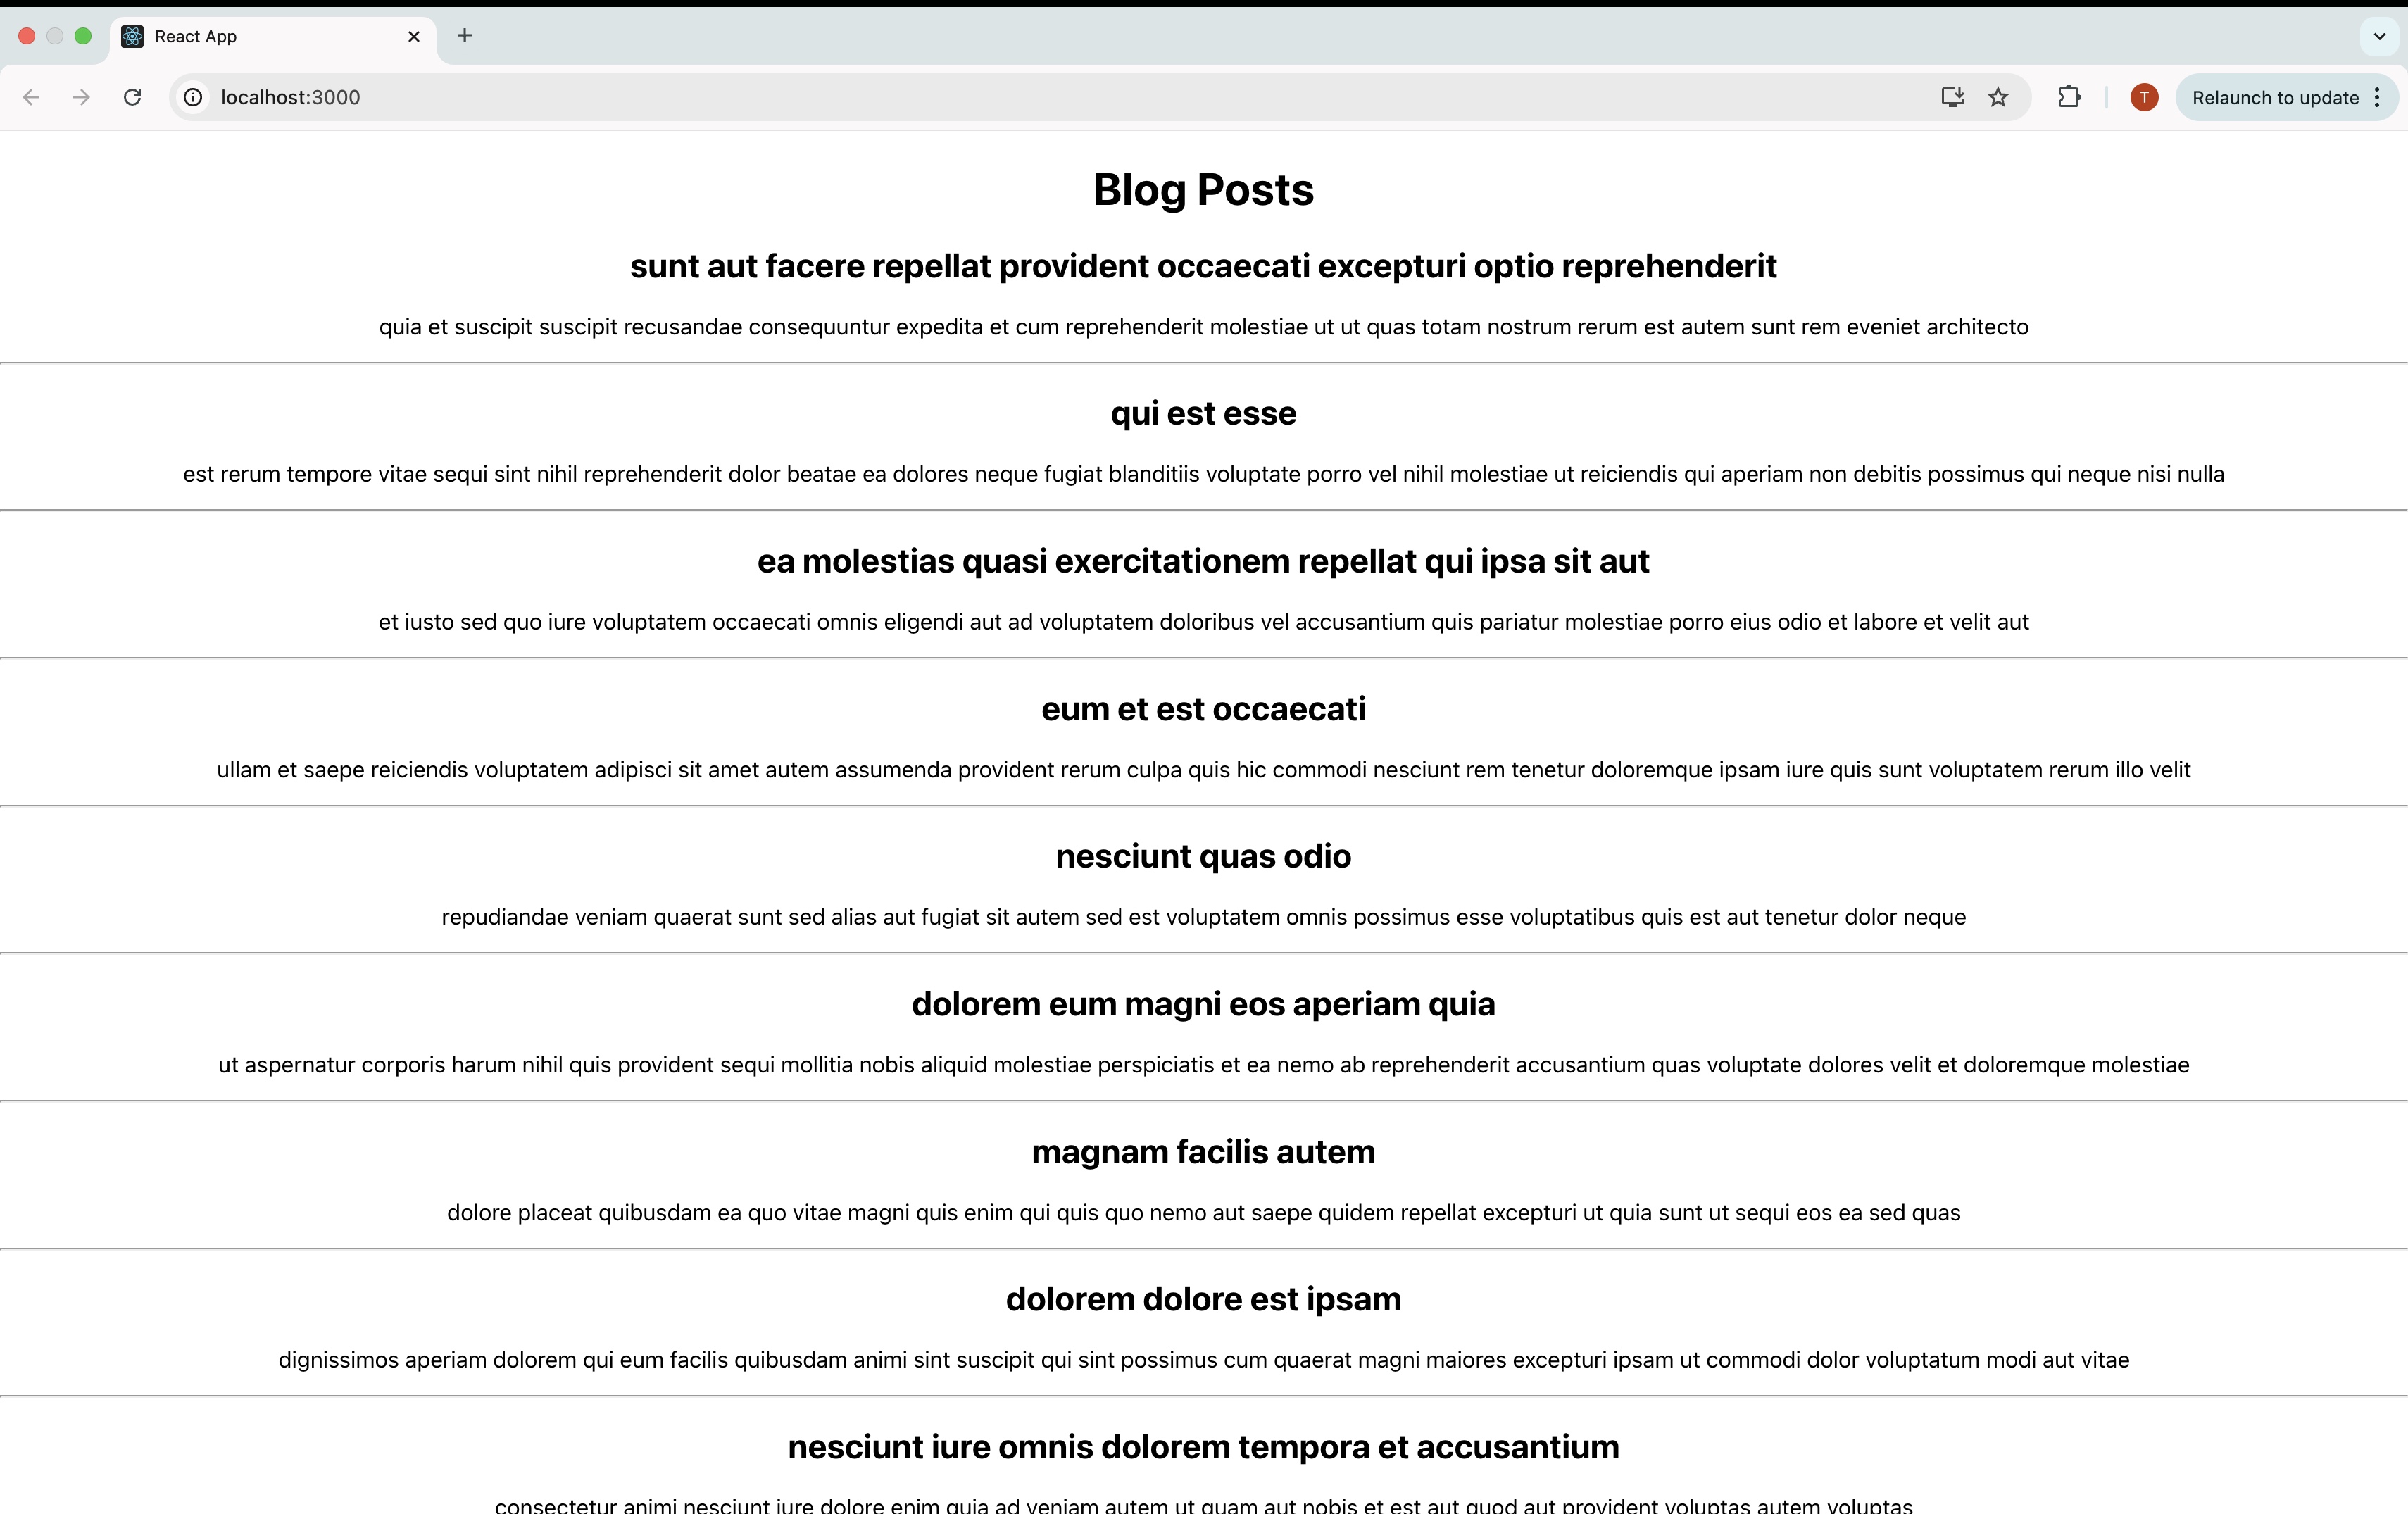 React App
localhost:3000
T
Relaunch to update
Blog Posts
sunt aut facere repellat provident occaecati excepturi optio reprehenderit
quia et suscipit suscipit recusandae consequuntur expedita et cum reprehenderit molestiae ut ut quas totam nostrum rerum est autem sunt rem eveniet architecto
qui est esse
est rerum tempore vitae sequi sint nihil reprehenderit dolor beatae ea dolores neque fugiat blanditiis voluptate porro vel nihil molestiae ut reiciendis qui aperiam non debitis possimus qui neque nisi nulla
ea molestias quasi exercitationem repellat qui ipsa sit aut
et iusto sed quo iure voluptatem occaecati omnis eligendi aut ad voluptatem doloribus vel accusantium quis pariatur molestiae porro eius odio et labore et velit aut
eum et est occaecati
ullam et saepe reiciendis voluptatem adipisci sit amet autem assumenda provident rerum culpa quis hic commodi nesciunt rem tenetur doloremque ipsam iure quis sunt voluptatem rerum illo velit
nesciunt quas odio
repudiandae veniam quaerat sunt sed alias aut fugiat sit autem sed est voluptatem omnis possimus esse voluptatibus quis est aut tenetur dolor neque
dolorem eum magni eos aperiam quia
ut aspernatur corporis harum nihil quis provident sequi mollitia nobis aliquid molestiae perspiciatis et ea nemo ab reprehenderit accusantium quas voluptate dolores velit et doloremque molestiae
magnam facilis autem
dolore placeat quibusdam ea quo vitae magni quis enim qui quis quo nemo aut saepe quidem repellat excepturi ut quia sunt ut sequi eos ea sed quas
dolorem dolore est ipsam
dignissimos aperiam dolorem qui eum facilis quibusdam animi sint suscipit qui sint possimus cum quaerat magni maiores excepturi ipsam ut commodi dolor voluptatum modi aut vitae
nesciunt iure omnis dolorem tempora et accusantium
consectetur animi nesciunt iure dolore enim quia ad veniam autem ut quam aut nobis et est aut quod aut provident voluptas autem voluptas